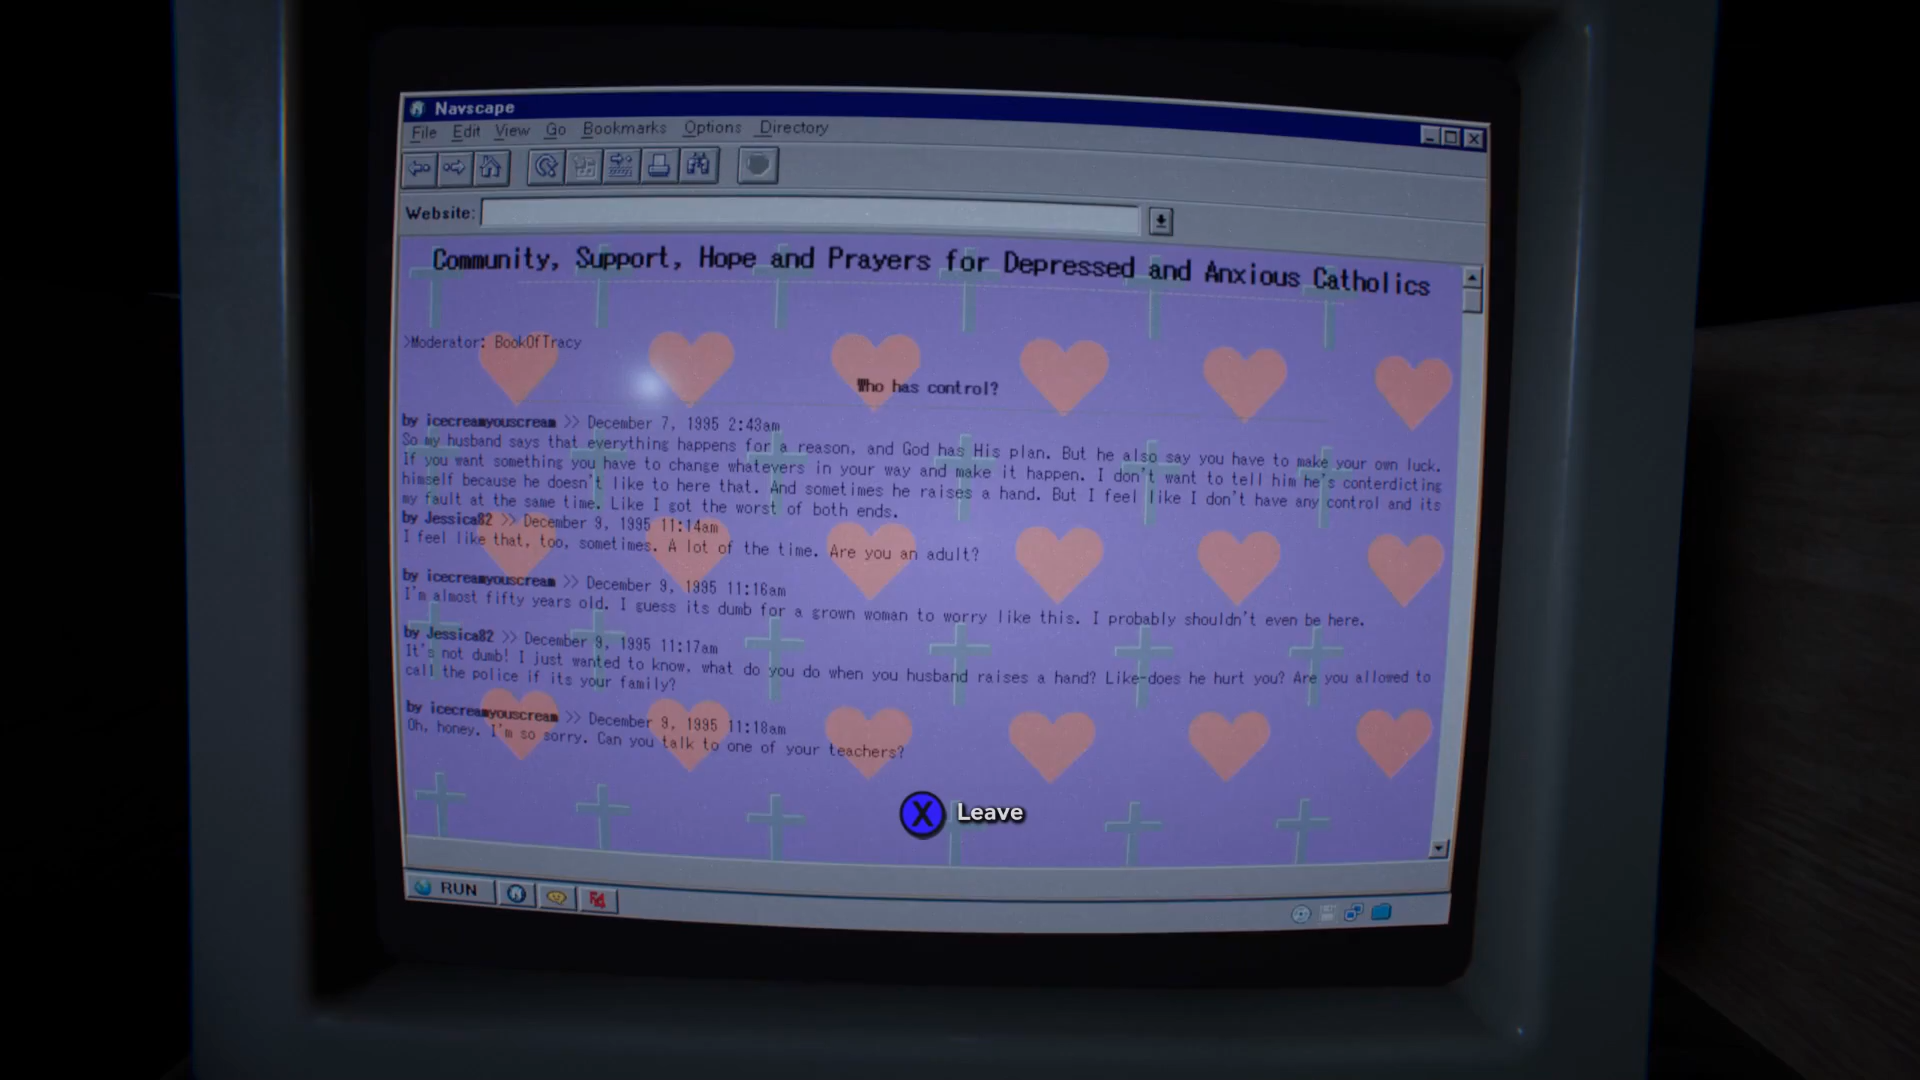 Navscape
File Edit View Go Bookmarks Options Directory
Website:
Community, Support, Hope and Prayers for Depressed and Anxious Catholics
>Moderator: BookOfTracy
Who has control?
by icecreamyouscream >> December 7, 1995 2:43am
So my husband says that everything happens for a reason, and God has His plan. But he also say you have to make your own luck.
If you want something you have to change whatevers in your way and make it happen. I don't want to tell him he's conterdicting
himself because he doesn't like to here that. And sometimes he raises a hand. But I feel like I don't have any control and its
my fault at the same time. Like I got the worst of both ends.
by Jessica82 >> December 9, 1995 11:14am
I feel like that, too, sometimes. A lot of the time. Are you an adult?
by icecreamyouscream >> December 9, 1995 11:16am
I'm almost fifty years old. I guess its dumb for a grown woman to worry like this. I probably shouldn't even be here.
by Jessica82 >> December 9, 1995 11:17am
It's not dumb! I just wanted to know, what do you do when you husband raises a hand? Like-does he hurt you? Are you allowed to
call the police if its your family?
by icecreamyouscream >> December 9, 1995 11:18am
Oh, honey. I'm so sorry. Can you talk to one of your teachers?
X Leave
RUN